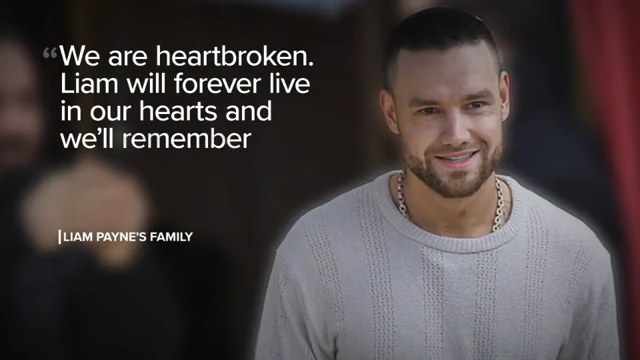 “We are heartbroken.
Liam will forever live
in our hearts and
we’ll remember
LIAM PAYNE'S FAMILY